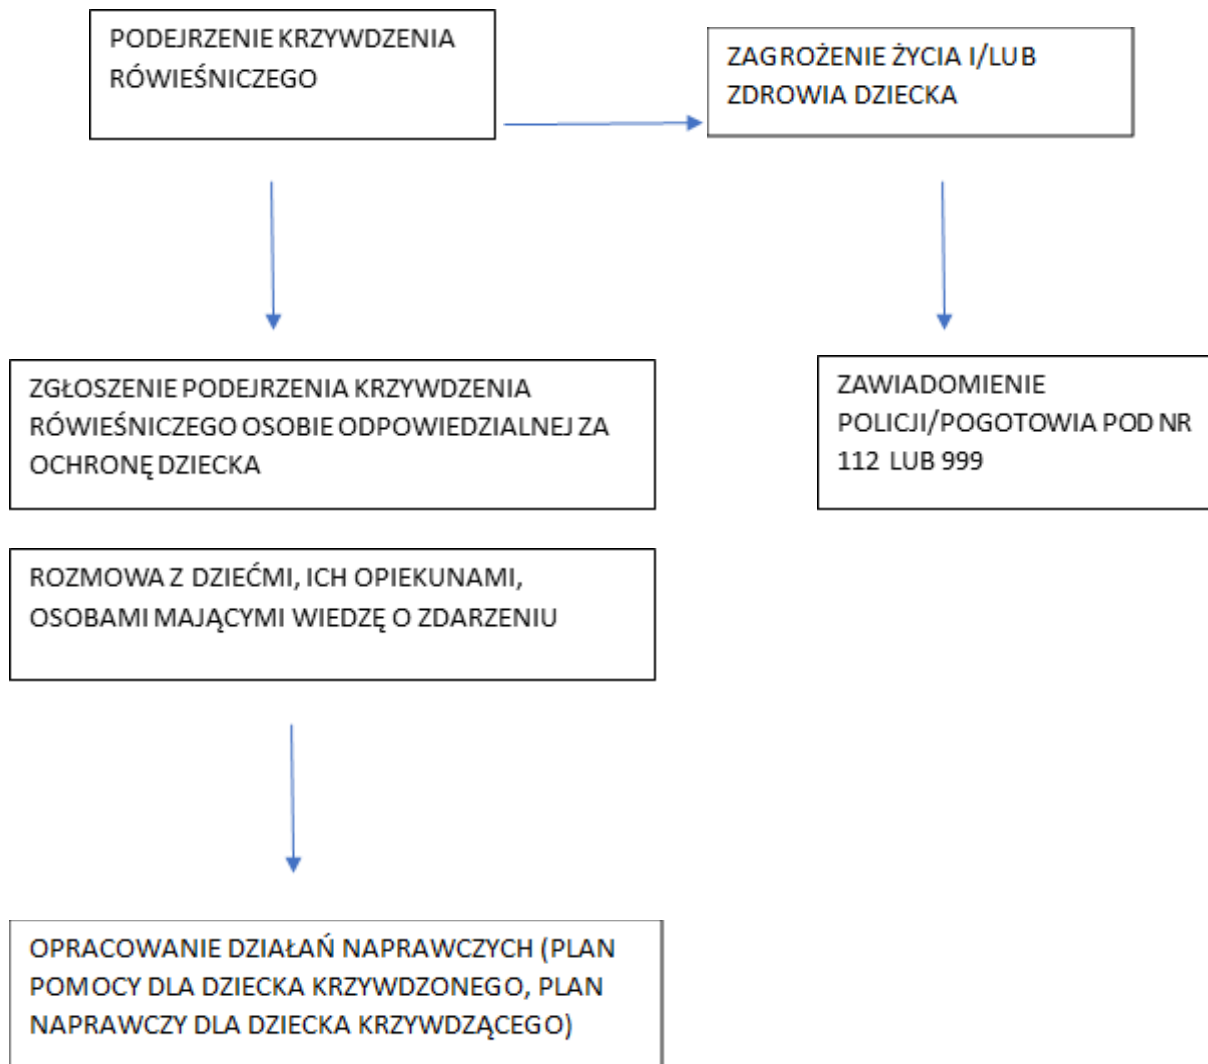 PODEJRZENIE KRZYWDZENIA
RÓWIEŚNICZEGO
ZAGROŻENIE ŻYCIA I/LUB
ZDROWIA DZIECKA
ZGŁOSZENIE PODEJRZENIA KRZYWDZENIA
RÓWIEŚNICZEGO OSOBIE ODPOWIEDZIALNEJ ZA
OCHRONĘ DZIECKA
ZAWIADOMIENIE
POLICJI/POGOTOWIA POD NR
112 LUB 999
ROZMOWA Z DZIEĆMI, ICH OPIEKUNAMI,
OSOBAMI MAJĄCYMI WIEDZĘ O ZDARZENIU
OPRACOWANIE DZIAŁAŃ NAPRAWCZYCH (PLAN
POMOCY DLA DZIECKA KRZYWDZONEGO, PLAN
NAPRAWCZY DLA DZIECKA KRZYWDZĄCEGO)